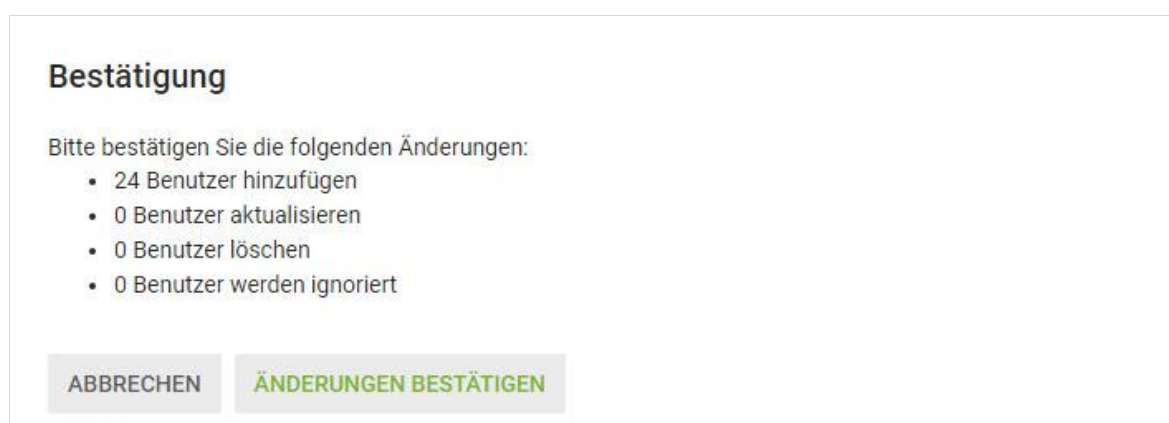 Bestätigung
Bitte bestätigen Sie die folgenden Änderungen:
• 24 Benutzer hinzufügen
• 0 Benutzer aktualisieren
• 0 Benutzer löschen
• 0 Benutzer werden ignoriert
ABBRECHEN ÄNDERUNGEN BESTÄTIGEN